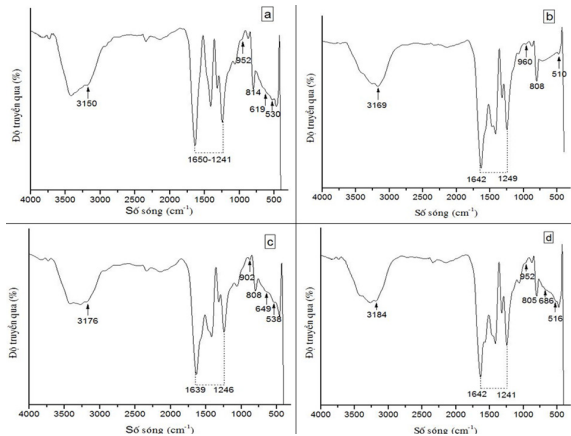 a
Độ truyền qua (%)
952
814
619
530
3150
1650-1241
4000 3500 3000 2500 2000 1500 1000 500
Số sóng (cm⁻¹)
b
Độ truyền qua (%)
960
510
808
3169
1642 1249
4000 3500 3000 2500 2000 1500 1000 500
Số sóng (cm⁻¹)
c
Độ truyền qua (%)
902
808
649
538
3176
1639 1246
4000 3500 3000 2500 2000 1500 1000 500
Số sóng (cm⁻¹)
d
Độ truyền qua (%)
952
805 686
516
3184
1642 1241
4000 3500 3000 2500 2000 1500 1000 500
Số sóng (cm⁻¹)